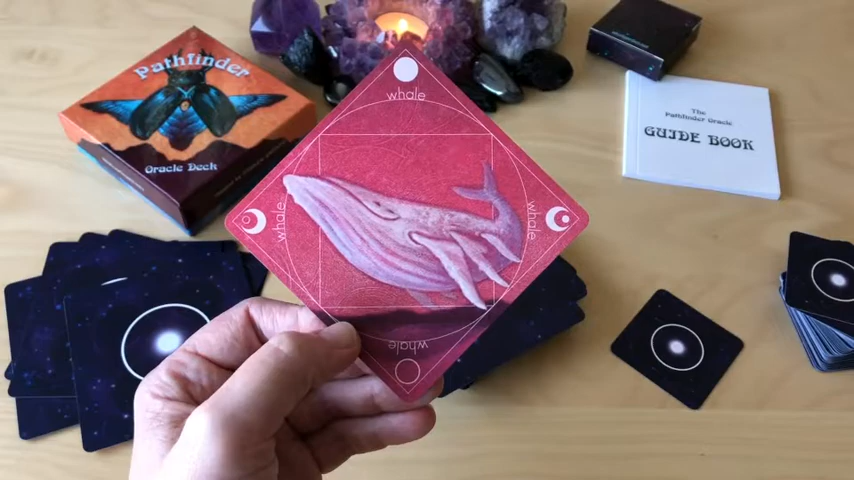 Pathfinder
Oracle Deck
whale
whale
whale
whale
The
Pathfinder Oracle
GUIDE BOOK